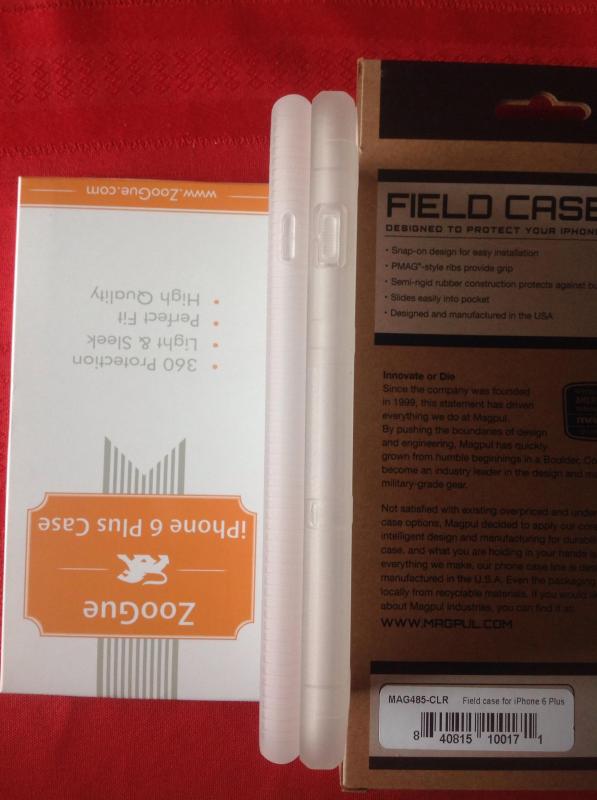 ZooGue
iPhone 6 Plus Case
• 360 Protection
• Light & Sleek
• Perfect Fit
• High Quality
www.ZooGue.com
FIELD CASE
DESIGNED TO PROTECT YOUR IPHONE
• Snap-on design for easy installation
• PMAG®-style ribs provide grip
• Semi-rigid rubber construction protects against
• Slides easily into pocket
• Designed and manufactured in the USA
Innovate or Die
Since the company was founded
in 1999, this statement has driven
everything we do at Magpul.
By pushing the boundaries of design
and engineering, Magpul has quickly
grown from humble beginnings in a Boulder,
become an industry leader in the design and
military-grade gear.
Not satisfied with existing overpriced and
case options, Magpul decided to apply our
intelligent design and manufacturing for
case, and what you are holding in your hands
everything we make, our phone case line is
manufactured in the U.S.A. Even the packaging
locally from recyclable materials. If you would
about Magpul Industries, you can find it at:
WWW.MAGPUL.COM
MAG485-CLR Field case for iPhone 6 Plus
8 40815 10017 1